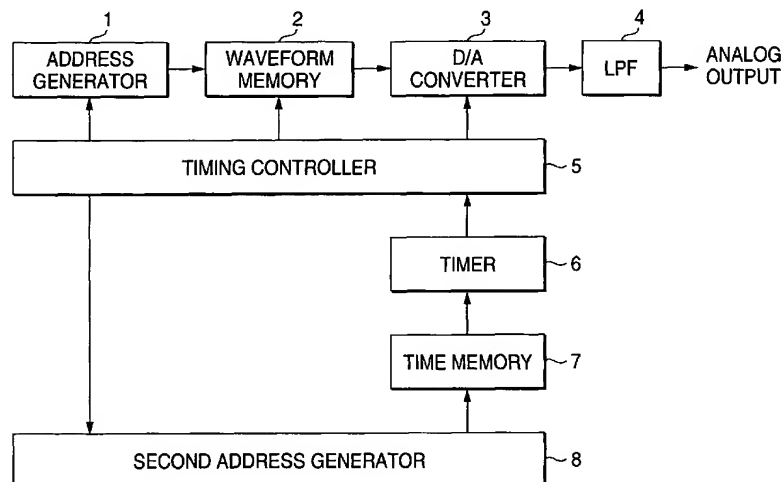 1
2
3
4
ADDRESS
GENERATOR
WAVEFORM
MEMORY
D/A
CONVERTER
LPF
ANALOG
OUTPUT
TIMING CONTROLLER
5
TIMER
6
TIME MEMORY
7
SECOND ADDRESS GENERATOR
8